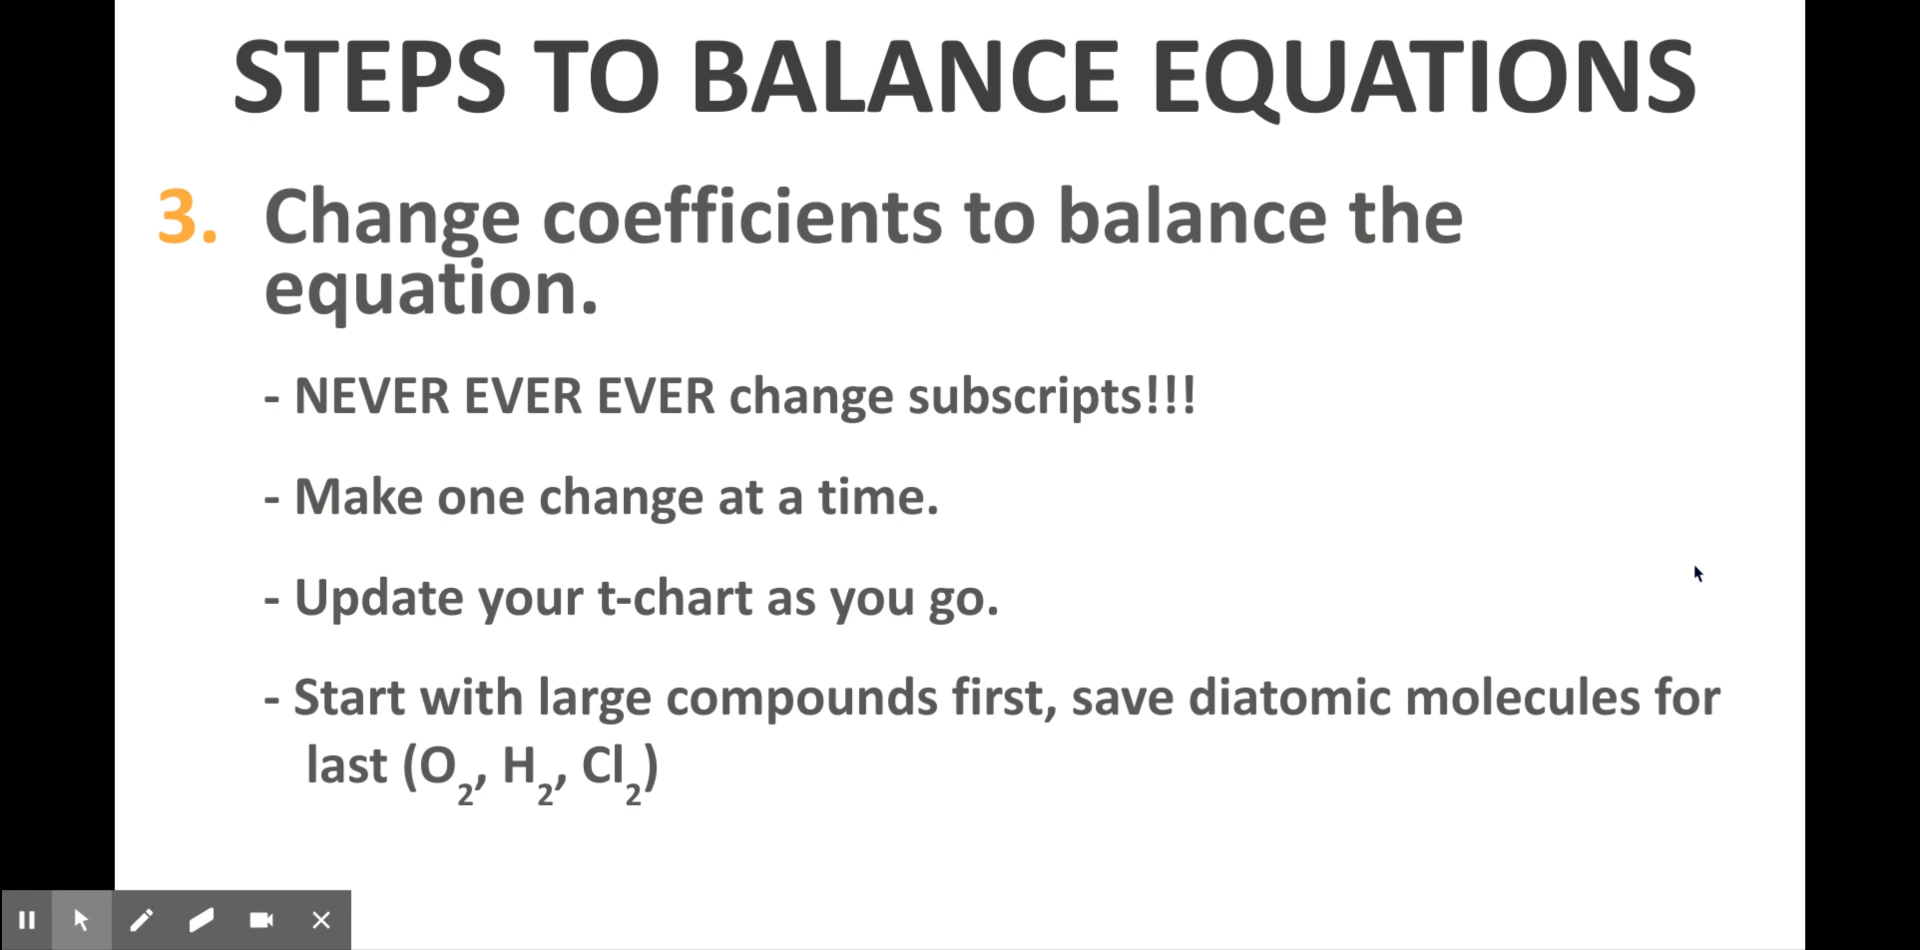 STEPS TO BALANCE EQUATIONS
3. Change coefficients to balance the
equation.
- NEVER EVER EVER change subscripts!!!
- Make one change at a time.
- Update your t-chart as you go.
- Start with large compounds first, save diatomic molecules for
last (O₂, H₂, Cl₂)